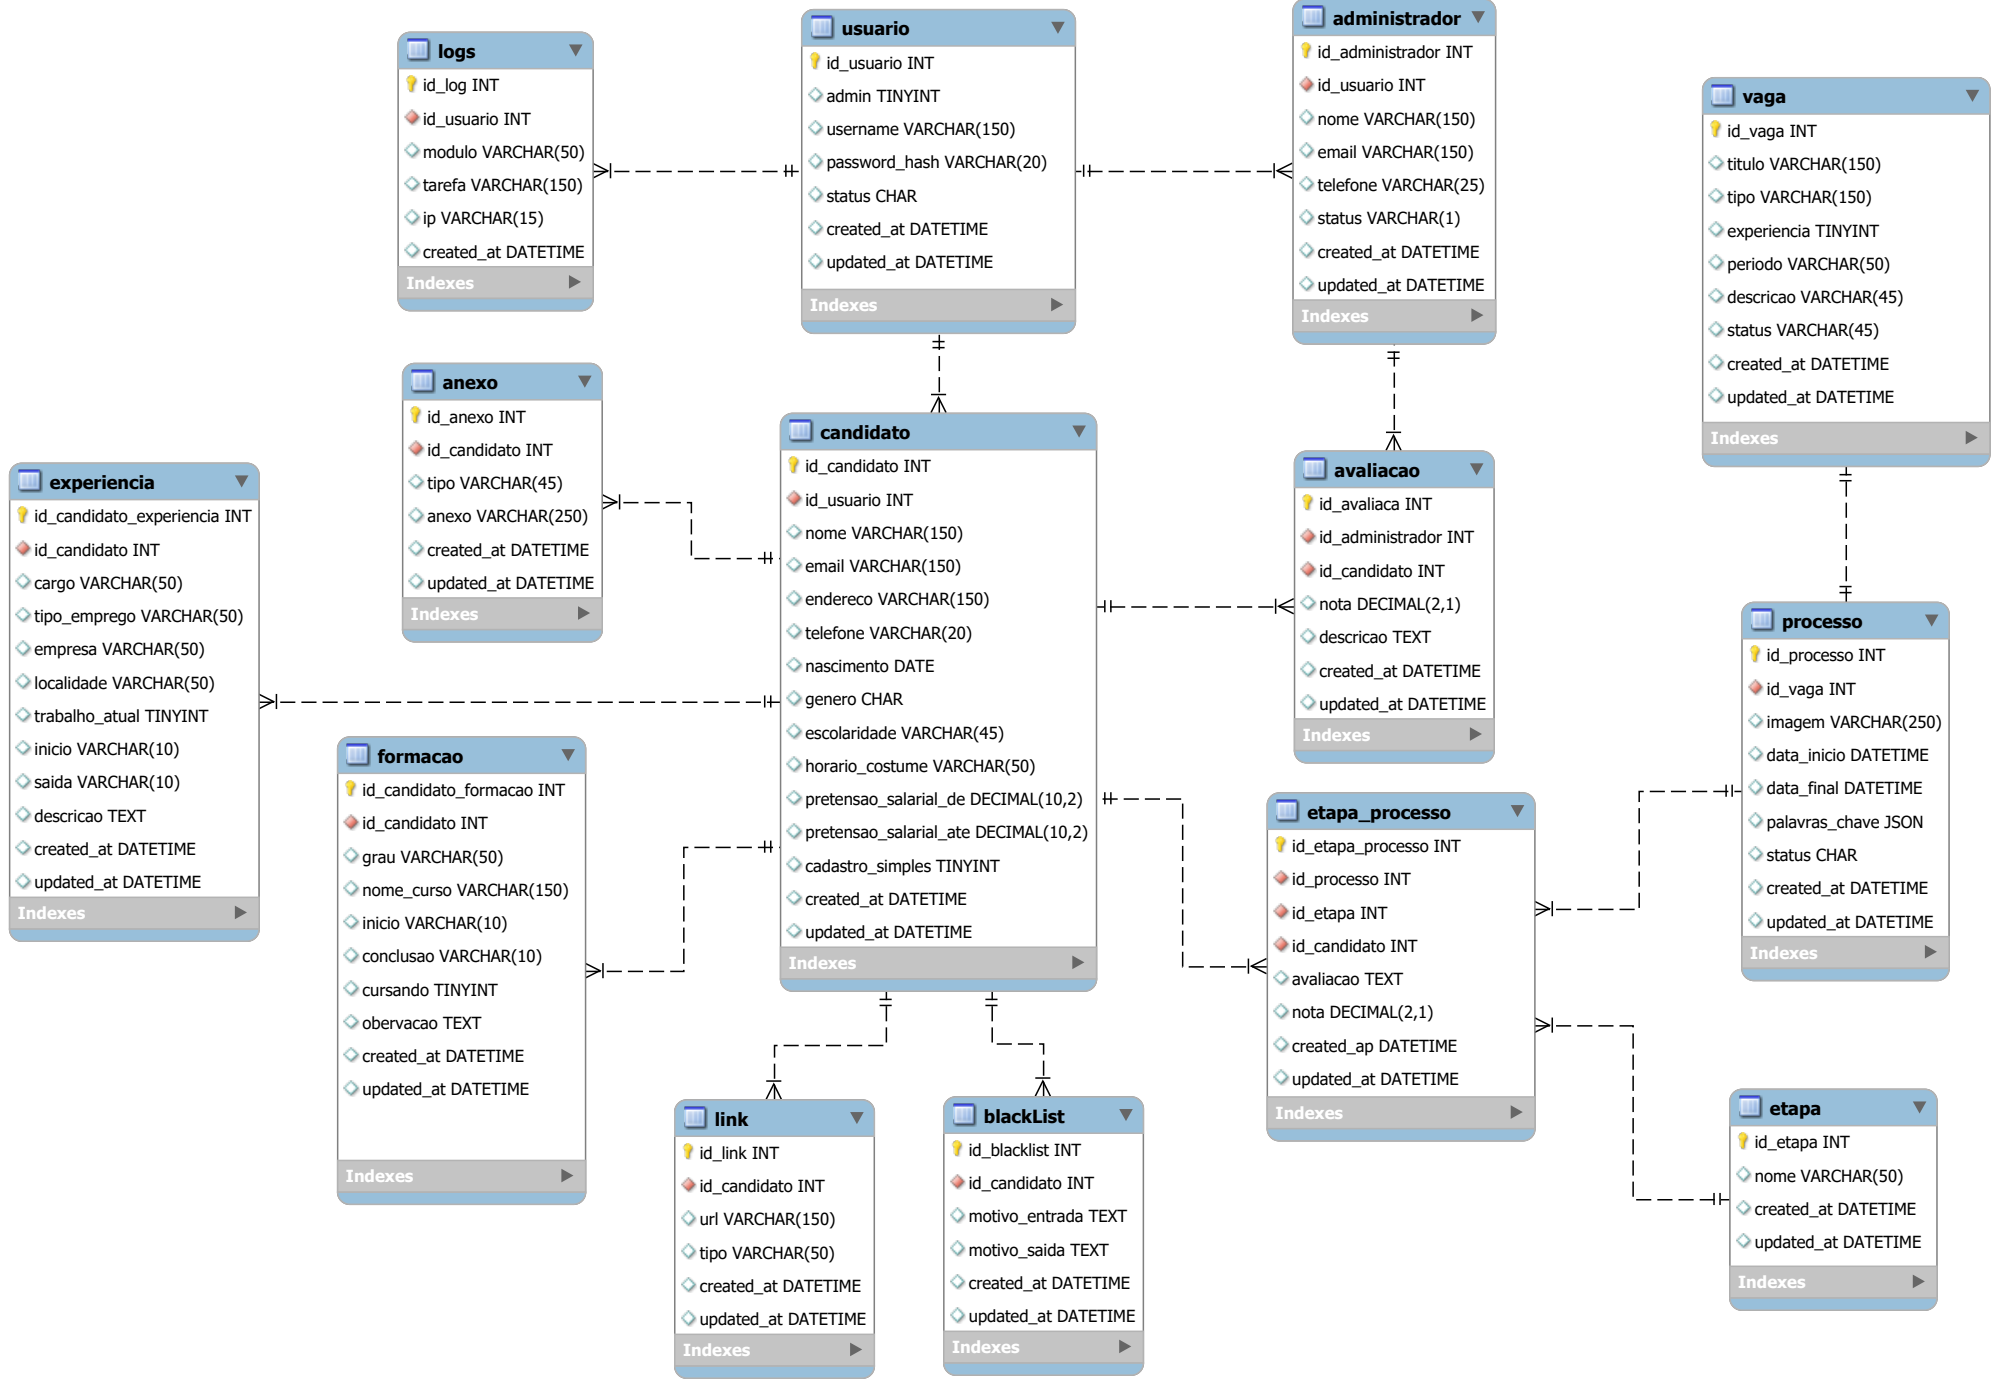 logs
id_log INT
id_usuario INT
modulo VARCHAR(50)
tarefa VARCHAR(150)
ip VARCHAR(15)
created_at DATETIME
Indexes
usuario
id_usuario INT
admin TINYINT
username VARCHAR(150)
password_hash VARCHAR(20)
status CHAR
created_at DATETIME
updated_at DATETIME
Indexes
administrador
id_administrador INT
id_usuario INT
nome VARCHAR(150)
email VARCHAR(150)
telefone VARCHAR(25)
status VARCHAR(1)
created_at DATETIME
updated_at DATETIME
Indexes
vaga
id_vaga INT
titulo VARCHAR(150)
tipo VARCHAR(150)
experiencia TINYINT
periodo VARCHAR(50)
descricao VARCHAR(45)
status VARCHAR(45)
created_at DATETIME
updated_at DATETIME
Indexes
anexo
id_anexo INT
id_candidato INT
tipo VARCHAR(45)
anexo VARCHAR(250)
created_at DATETIME
updated_at DATETIME
Indexes
experiencia
id_candidato_experiencia INT
id_candidato INT
cargo VARCHAR(50)
tipo_emprego VARCHAR(50)
empresa VARCHAR(50)
localidade VARCHAR(50)
trabalho_atual TINYINT
inicio VARCHAR(10)
saida VARCHAR(10)
descricao TEXT
created_at DATETIME
updated_at DATETIME
Indexes
candidato
id_candidato INT
id_usuario INT
nome VARCHAR(150)
email VARCHAR(150)
endereco VARCHAR(150)
telefone VARCHAR(20)
nascimento DATE
genero CHAR
escolaridade VARCHAR(45)
horario_costume VARCHAR(50)
pretensao_salarial_de DECIMAL(10,2)
pretensao_salarial_ate DECIMAL(10,2)
cadastro_simples TINYINT
created_at DATETIME
updated_at DATETIME
Indexes
avaliacao
id_avaliaca INT
id_administrador INT
id_candidato INT
nota DECIMAL(2,1)
descricao TEXT
created_at DATETIME
updated_at DATETIME
Indexes
processo
id_processo INT
id_vaga INT
imagem VARCHAR(250)
data_inicio DATETIME
data_final DATETIME
palavras_chave JSON
status CHAR
created_at DATETIME
updated_at DATETIME
Indexes
formacao
id_candidato_formacao INT
id_candidato INT
grau VARCHAR(50)
nome_curso VARCHAR(150)
inicio VARCHAR(10)
conclusao VARCHAR(10)
cursando TINYINT
obervacao TEXT
created_at DATETIME
updated_at DATETIME
Indexes
etapa_processo
id_etapa_processo INT
id_processo INT
id_etapa INT
id_candidato INT
avaliacao TEXT
nota DECIMAL(2,1)
created_ap DATETIME
updated_at DATETIME
Indexes
link
id_link INT
id_candidato INT
url VARCHAR(150)
tipo VARCHAR(50)
created_at DATETIME
updated_at DATETIME
Indexes
blackList
id_blacklist INT
id_candidato INT
motivo_entrada TEXT
motivo_saida TEXT
created_at DATETIME
updated_at DATETIME
Indexes
etapa
id_etapa INT
nome VARCHAR(50)
created_at DATETIME
updated_at DATETIME
Indexes